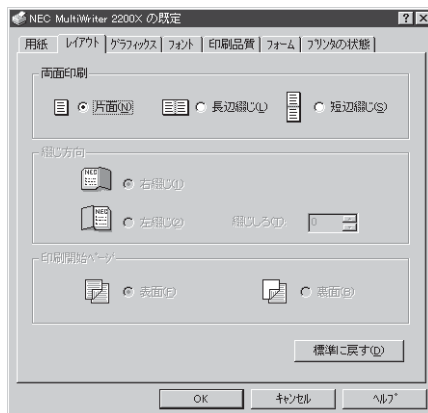 NEC MultiWriter 2200X の既定
用紙 レイアウト グラフィックス フォント 印刷品質 フォーム プリンタの状態
両面印刷
片面(N) 長辺綴じ(L) 短辺綴じ(S)
綴じ方向
右綴じ(1)
左綴じ(2) 綴じしろ(T): 0
印刷開始ページ
表面(F) 裏面(B)
標準に戻す(D)
OK キャンセル ヘルプ